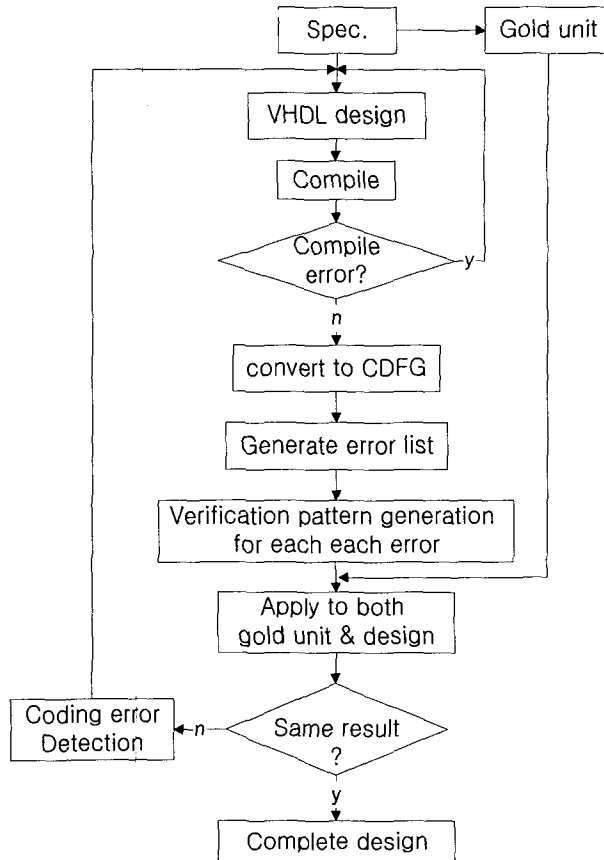 Spec.
Gold unit
VHDL design
Compile
Compile
error?
y
n
convert to CDFG
Generate error list
Verification pattern generation
for each each error
Apply to both
gold unit & design
Coding error
Detection
n
Same result
?
y
Complete design